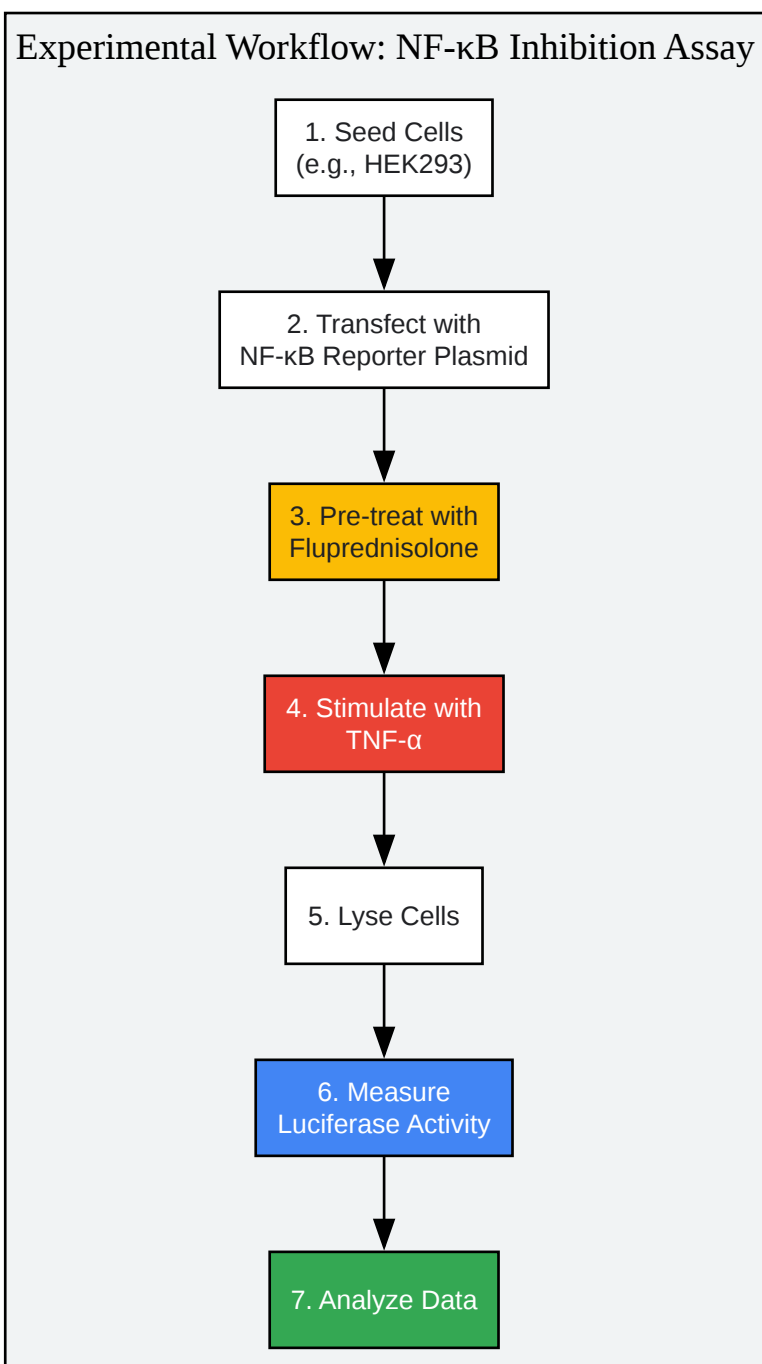 Experimental Workflow: NF-κB Inhibition Assay
1. Seed Cells
(e.g., HEK293)
2. Transfect with
NF-κB Reporter Plasmid
3. Pre-treat with
Fluprednisolone
4. Stimulate with
TNF-α
5. Lyse Cells
6. Measure
Luciferase Activity
7. Analyze Data